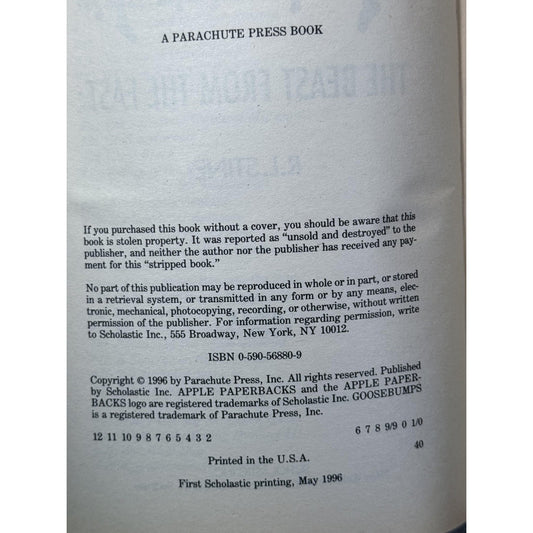 A PARACHUTE PRESS BOOK
THE BEAST FROM THE EAST
R.L. STINE
If you purchased this book without a cover, you should be aware that this
book is stolen property. It was reported as “unsold and destroyed” to the
publisher, and neither the author nor the publisher has received any pay-
ment for this “stripped book.”
No part of this publication may be reproduced in whole or in part, or stored
in a retrieval system, or transmitted in any form or by any means, elec-
tronic, mechanical, photocopying, recording, or otherwise, without written
permission of the publisher. For information regarding permission, write
to Scholastic Inc., 555 Broadway, New York, NY 10012.
ISBN 0-590-56880-9
Copyright © 1996 by Parachute Press, Inc. All rights reserved. Published
by Scholastic Inc. APPLE PAPERBACKS and the APPLE PAPER-
BACKS logo are registered trademarks of Scholastic Inc. GOOSEBUMPS
is a registered trademark of Parachute Press, Inc.
12 11 10 9 8 7 6 5 4 3 2 6 7 8 9/9 0 1/0
40
Printed in the U.S.A.
First Scholastic printing, May 1996